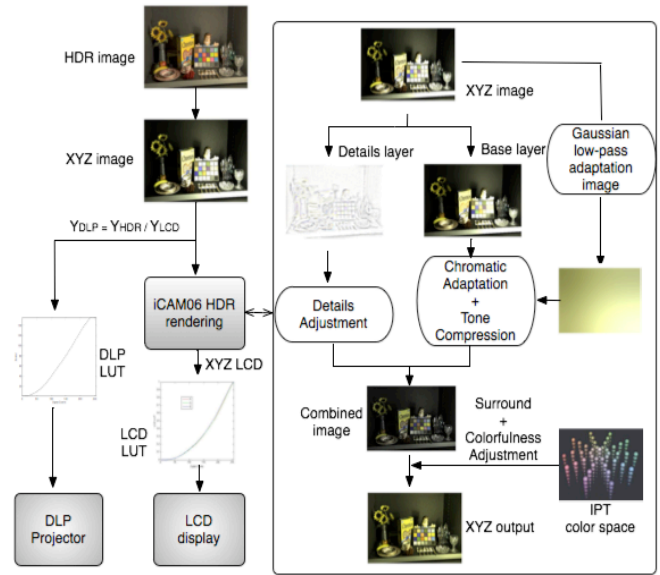 HDR image
XYZ image
YDLP = YHDR / YLCD
iCAM06 HDR
rendering
XYZ LCD
DLP
LUT
LCD
LUT
DLP
Projector
LCD
display
XYZ image
Details layer
Base layer
Gaussian
low-pass
adaptation
image
Details
Adjustment
Chromatic
Adaptation
+
Tone
Compression
Combined
image
Surround
+
Colorfulness
Adjustment
IPT
color space
XYZ output